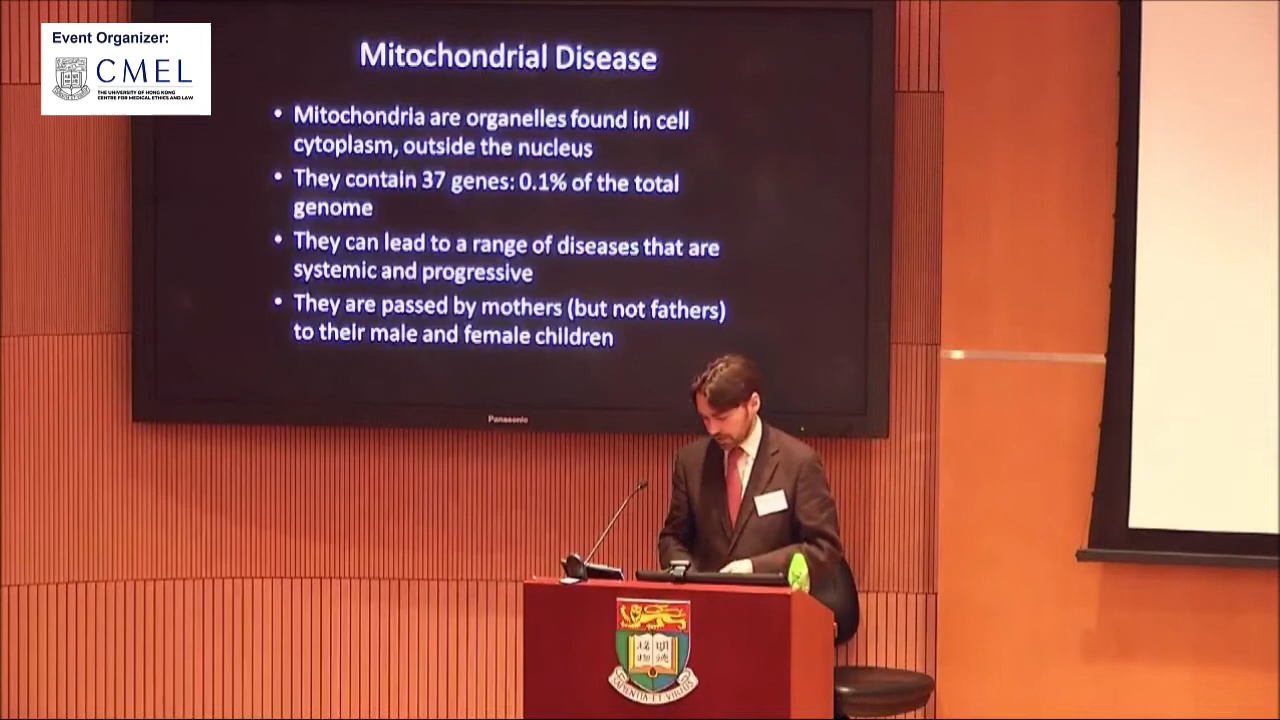 Event Organizer:
CMEL
THE UNIVERSITY OF HONG KONG
CENTRE FOR MEDICAL ETHICS AND LAW
Mitochondrial Disease
• Mitochondria are organelles found in cell
cytoplasm, outside the nucleus
• They contain 37 genes: 0.1% of the total
genome
• They can lead to a range of diseases that are
systemic and progressive
• They are passed by mothers (but not fathers)
to their male and female children
Panasonic
SAPIENTIA ET VIRTUS